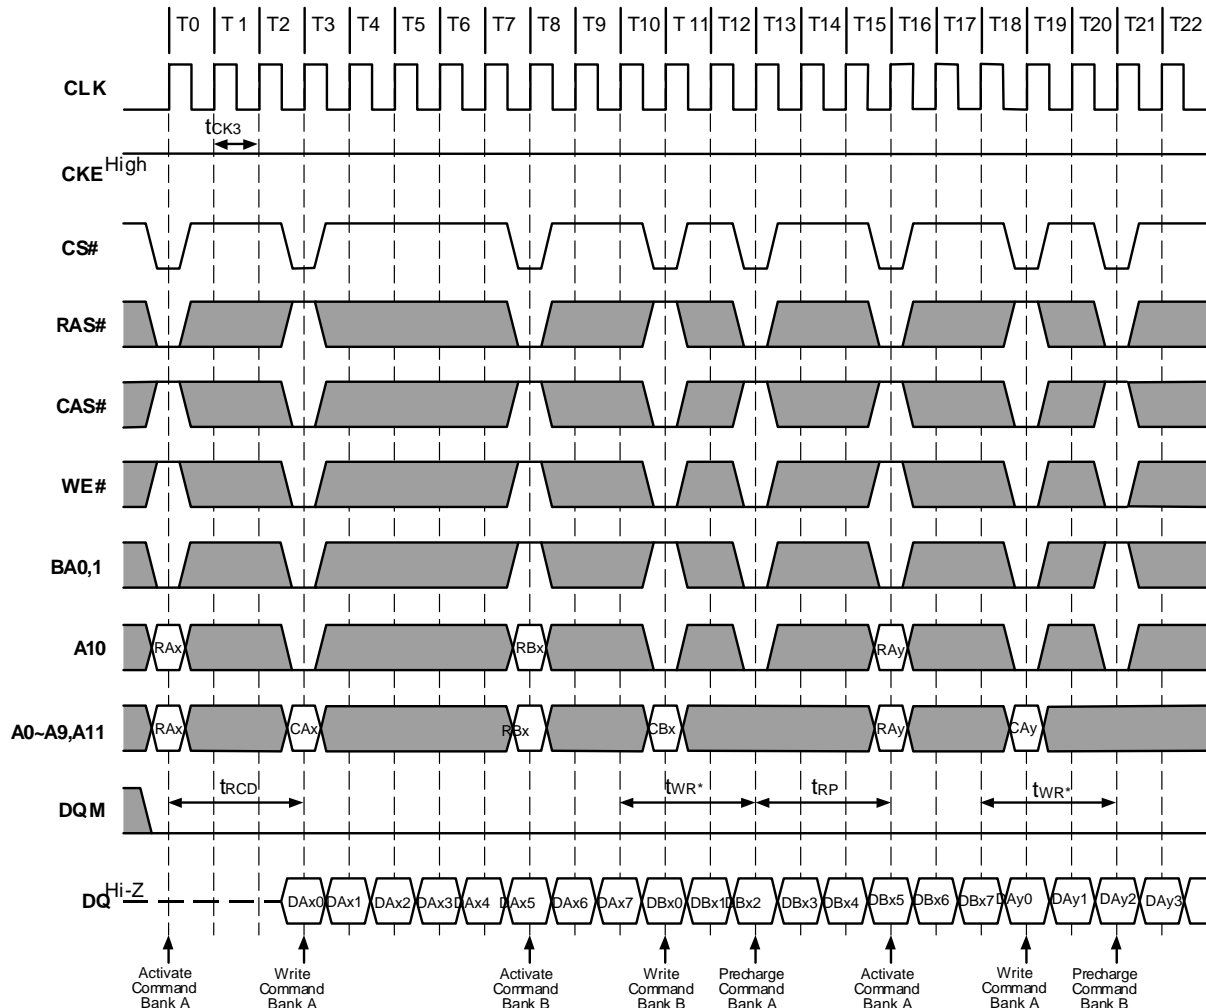 T0 T 1 T2 T3 T4 T5 T6 T7 T8 T9 T10 T 11 T12 T13 T14 T15 T16 T17 T18 T19 T20 T21 T22
CLK
tCK3
CKE High
CS#
RAS#
CAS#
WE#
BA0,1
A10 RAx RBx RAy
A0~A9,A11 RAx CAx RBx CBx RAy CAy
tRCD tWR* tRP tWR*
DQM
DQ Hi-Z
DAx0 DAx1 DAx2 DAx3 DAx4 DAx5 DAx6 DAx7 DBx0 DBx1 DBx2 DBx3 DBx4 DBx5 DBx6 DBx7 DAy0 DAy1 DAy2 DAy3
Activate Command Bank A
Write Command Bank A
Activate Command Bank B
Write Command Bank B
Precharge Command Bank A
Activate Command Bank A
Write Command Bank A
Precharge Command Bank B